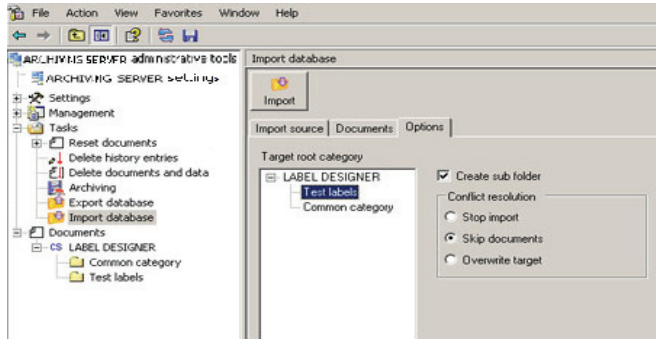 File Action View Favorites Window Help
ARCHIVING SERVER administrative tools
ARCHIVING SERVER settings
Settings
Management
Tasks
Reset documents
Delete history entries
Delete documents and data
Archiving
Export database
Import database
Documents
CS LABEL DESIGNER
Common category
Test labels
Import database
Import
Import source Documents Options
Target root category
LABEL DESIGNER
Test labels
Common category
Create sub folder
Conflict resolution
Stop import
Skip documents
Overwrite target